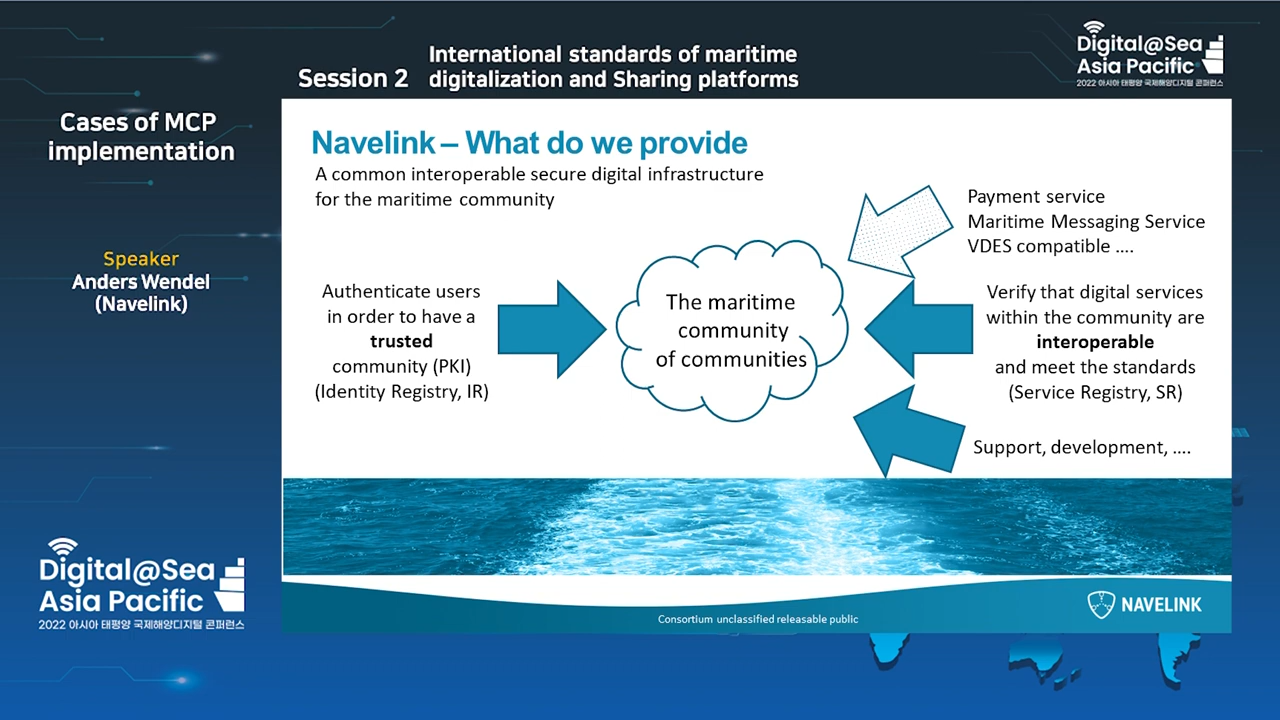 Session 2
International standards of maritime
digitalization and Sharing platforms
Digital@Sea
Asia Pacific
2022 아시아 태평양 국제해양디지털 콘퍼런스
Cases of MCP
implementation
Speaker
Anders Wendel
(Navelink)
Navelink – What do we provide
A common interoperable secure digital infrastructure
for the maritime community
Authenticate users
in order to have a
trusted
community (PKI)
(Identity Registry, IR)
The maritime
community
of communities
Payment service
Maritime Messaging Service
VDES compatible ....
Verify that digital services
within the community are
interoperable
and meet the standards
(Service Registry, SR)
Support, development, ....
Consortium unclassified releasable public
NAVELINK
Digital@Sea
Asia Pacific
2022 아시아 태평양 국제해양디지털 콘퍼런스